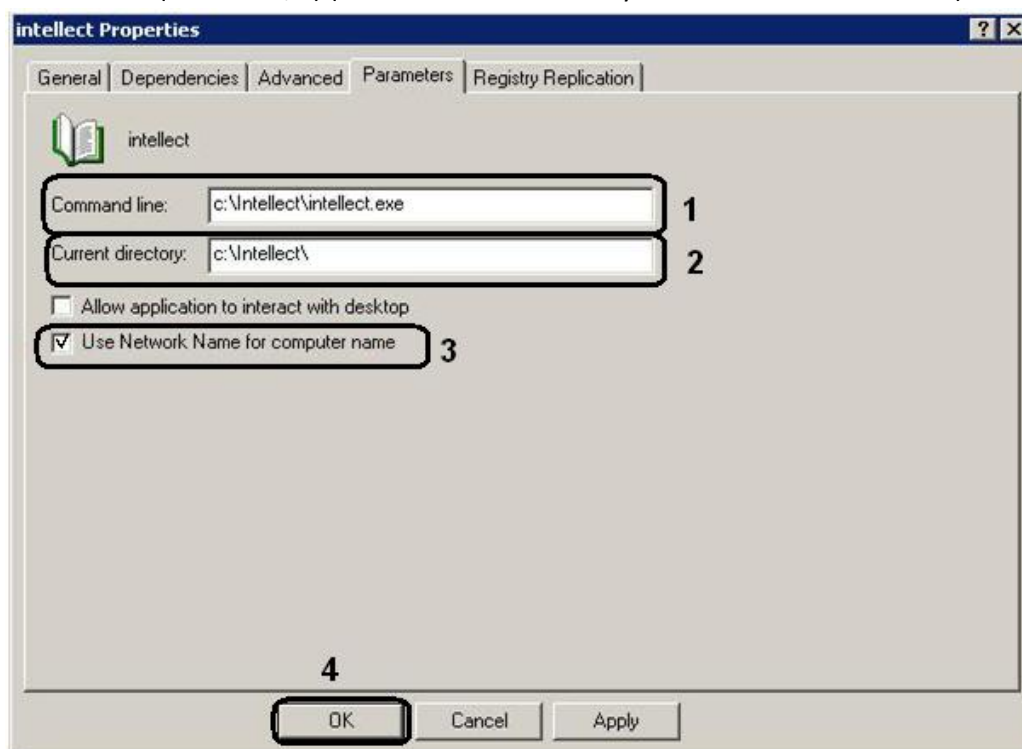 intellect Properties
? X
General Dependencies Advanced Parameters Registry Replication
intellect
Command line: c:\Intellect\intellect.exe 1
Current directory: c:\Intellect\ 2
Allow application to interact with desktop
Use Network Name for computer name 3
4
OK Cancel Apply